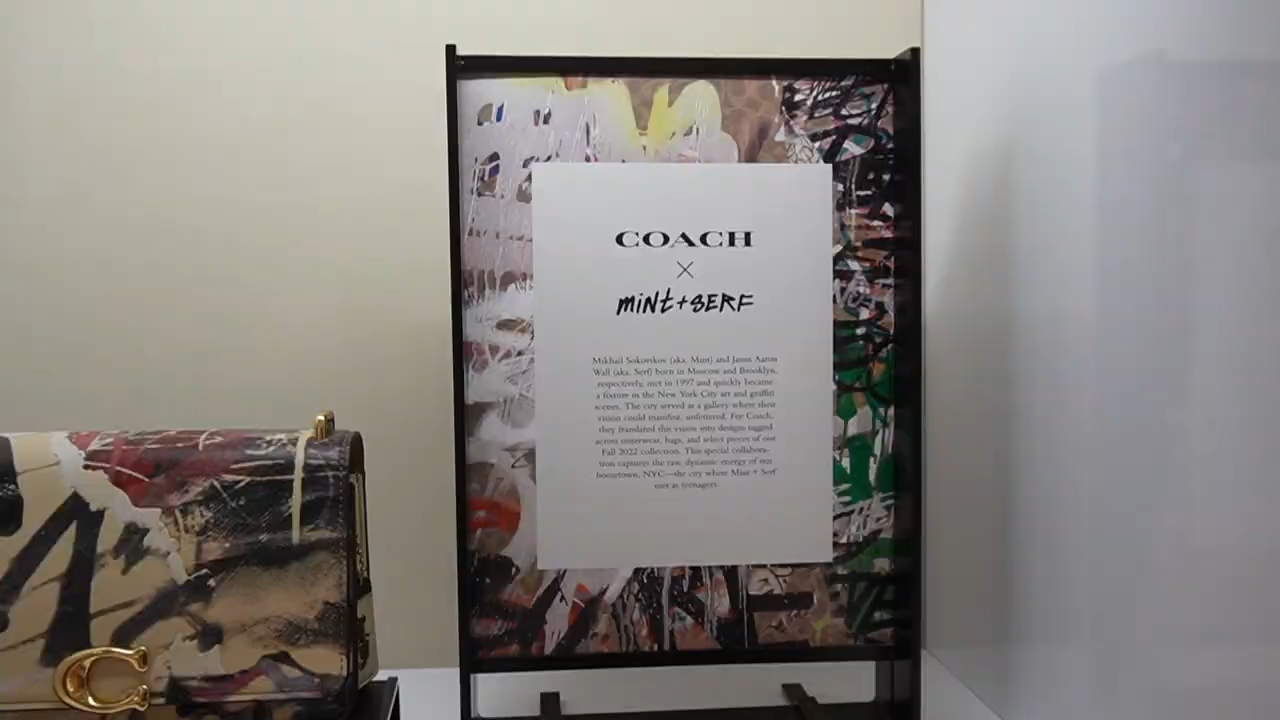 COACH
X
MINt+SERF
Mikhail Sokovikov (aka. Mint) and Jason Aaron
Wall (aka. Serf) born in Moscow and Brooklyn,
respectively, met in 1997 and quickly became
a fixture in the New York City art and graffiti
scenes. The city served as a gallery where their
vision could manifest, unfettered. For Coach,
they translated this vision into designs tagged
across outerwear, bags, and select pieces of our
Fall 2022 collection. This special collabora-
tion captures the raw, dynamic energy of our
hometown, NYC—the city where Mint + Serf
met as teenagers.